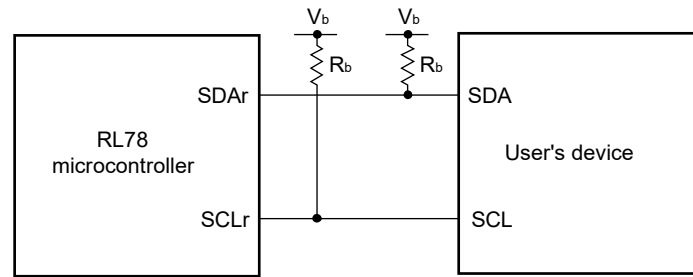 Vb Vb
Rb Rb
SDAr SDA
RL78
microcontroller
User's device
SCLr SCL